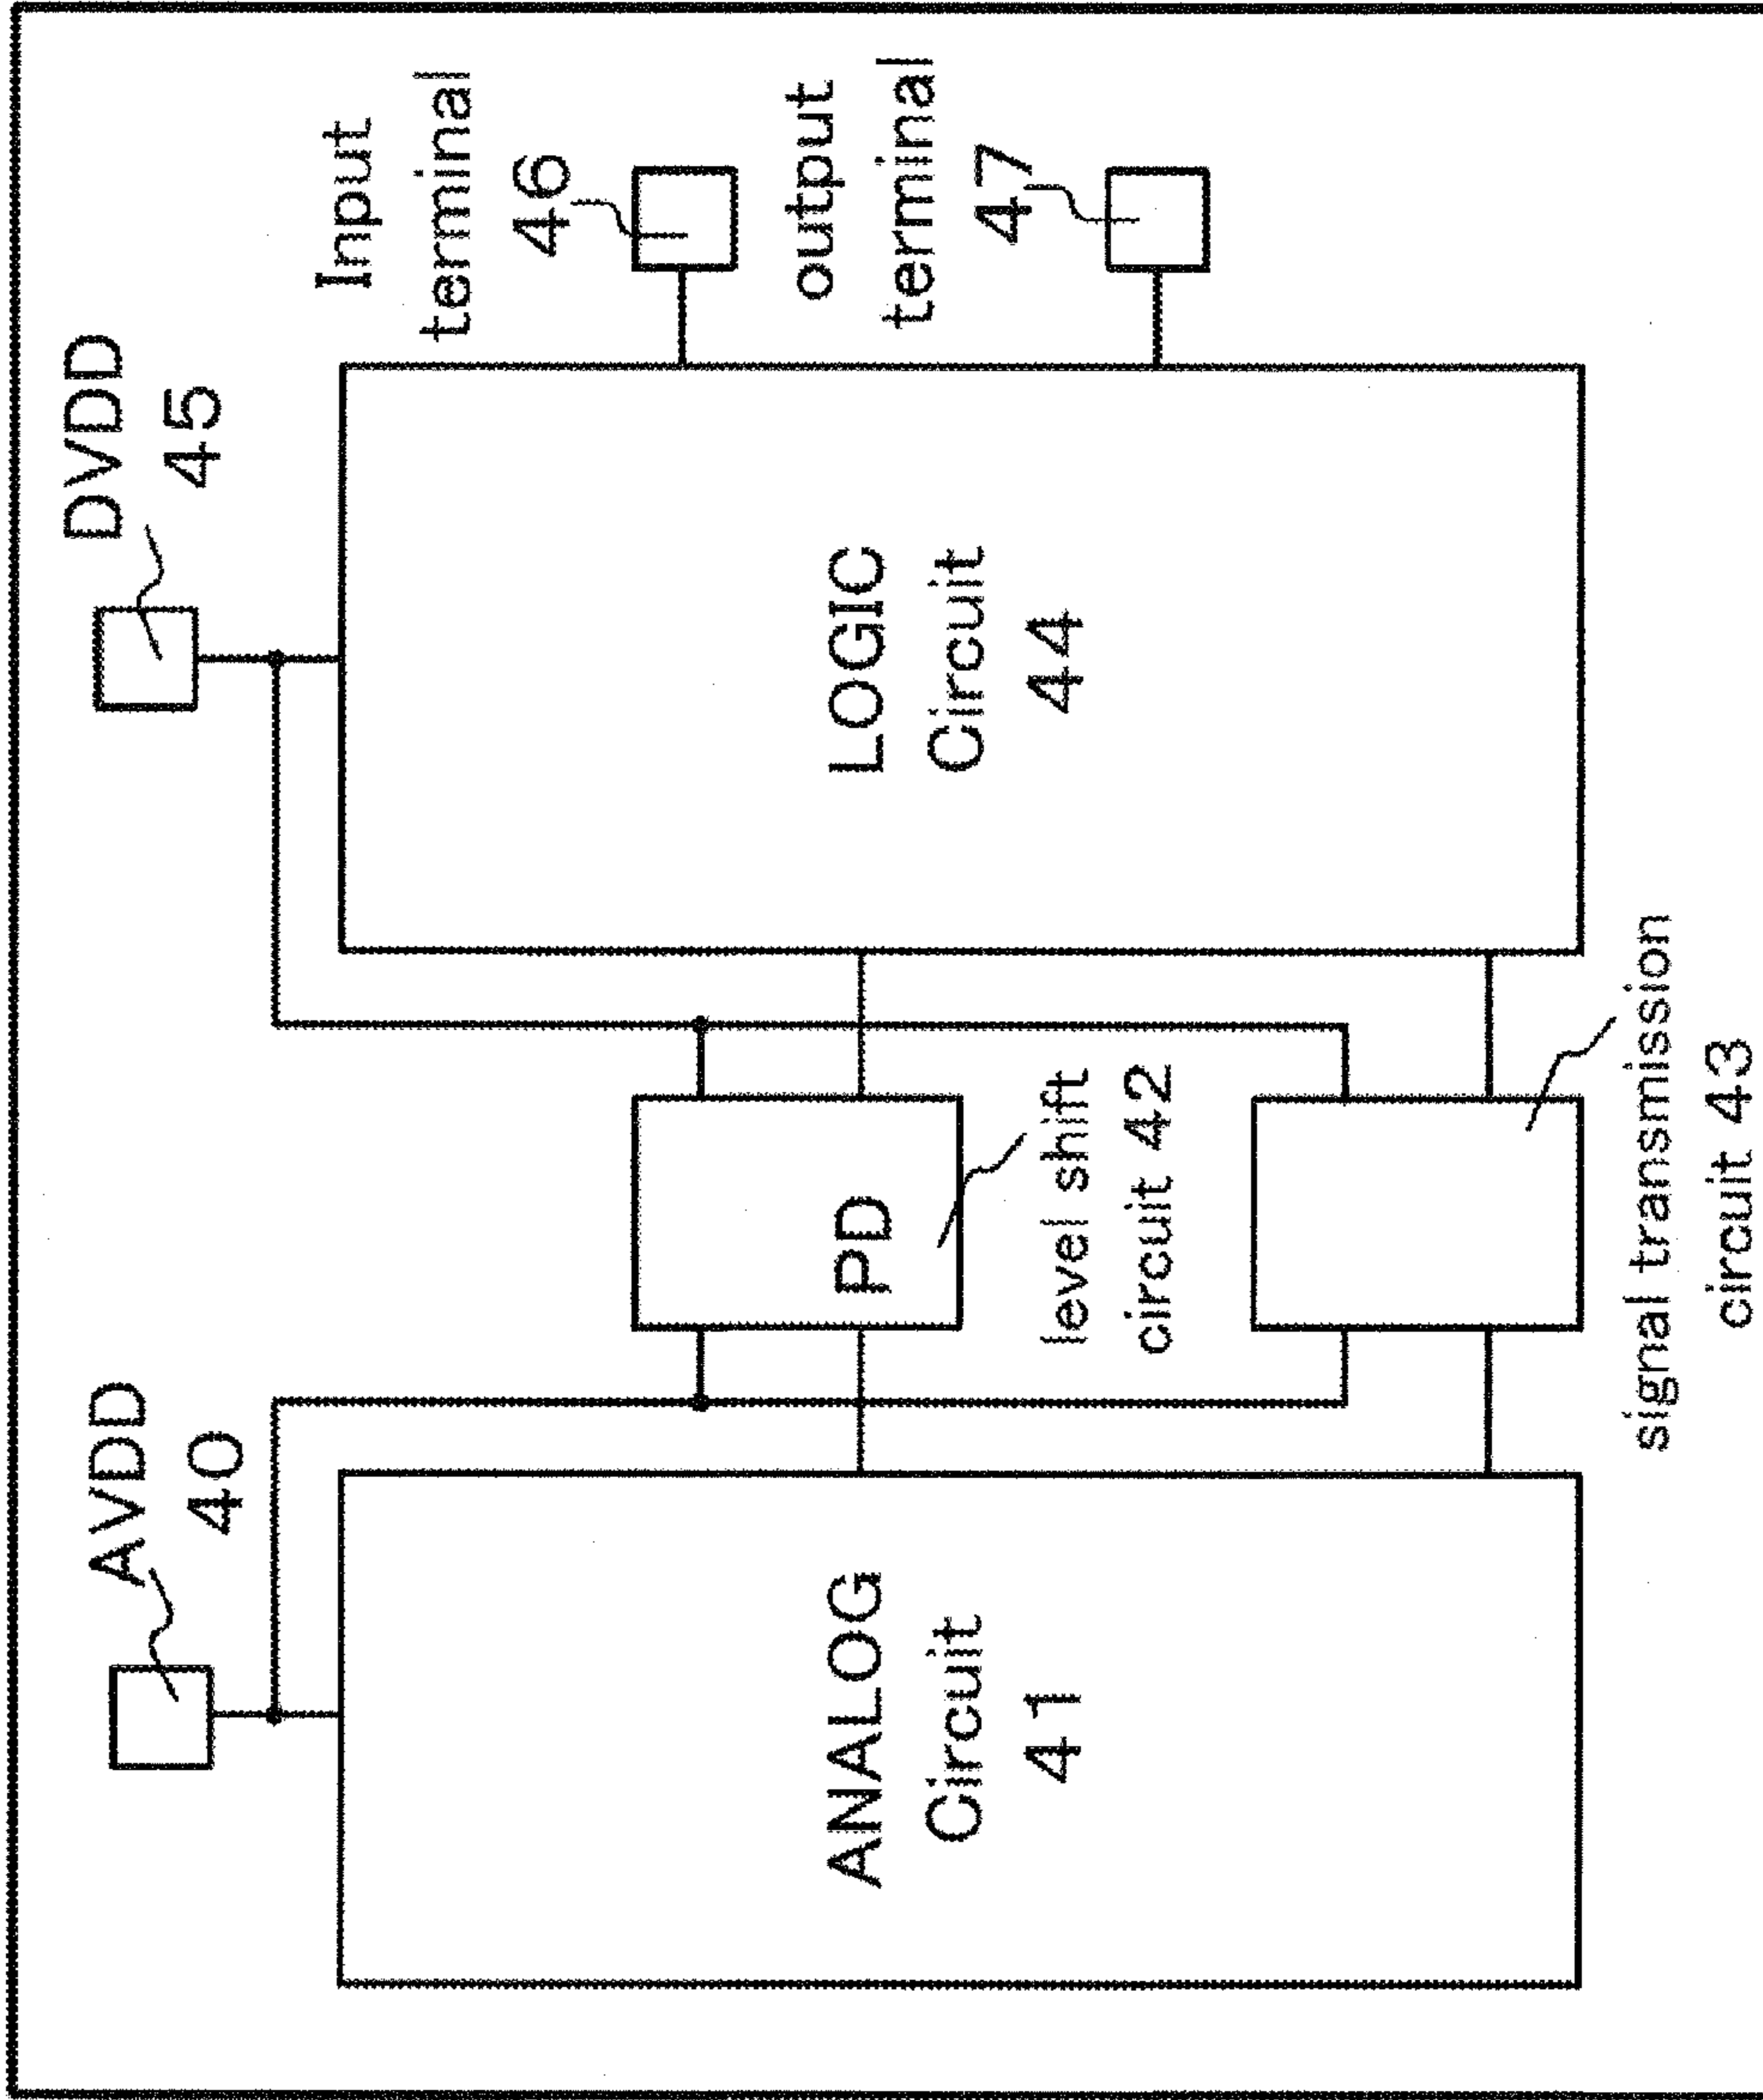 AVDD
40
DVDD
45
Input
terminal
46
output
terminal
47
ANALOG
Circuit
41
PD
level shift
circuit 42
LOGIC
Circuit
44
signal transmission
circuit 43